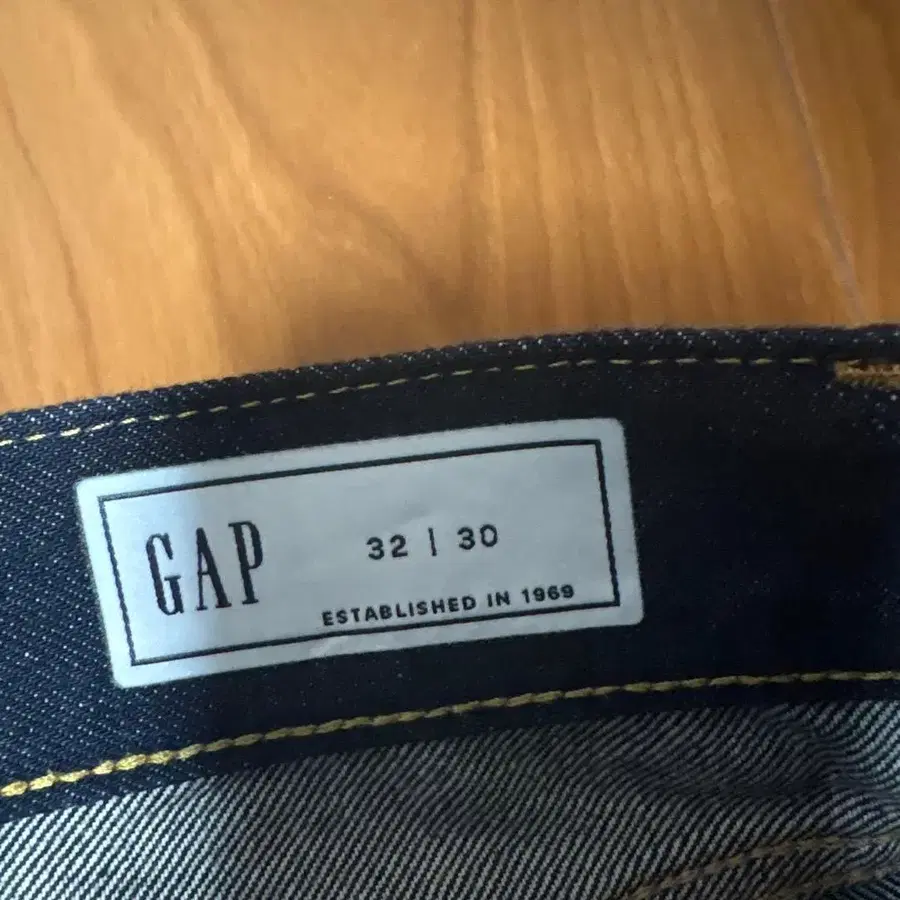 GAP
32 | 30
ESTABLISHED IN 1969